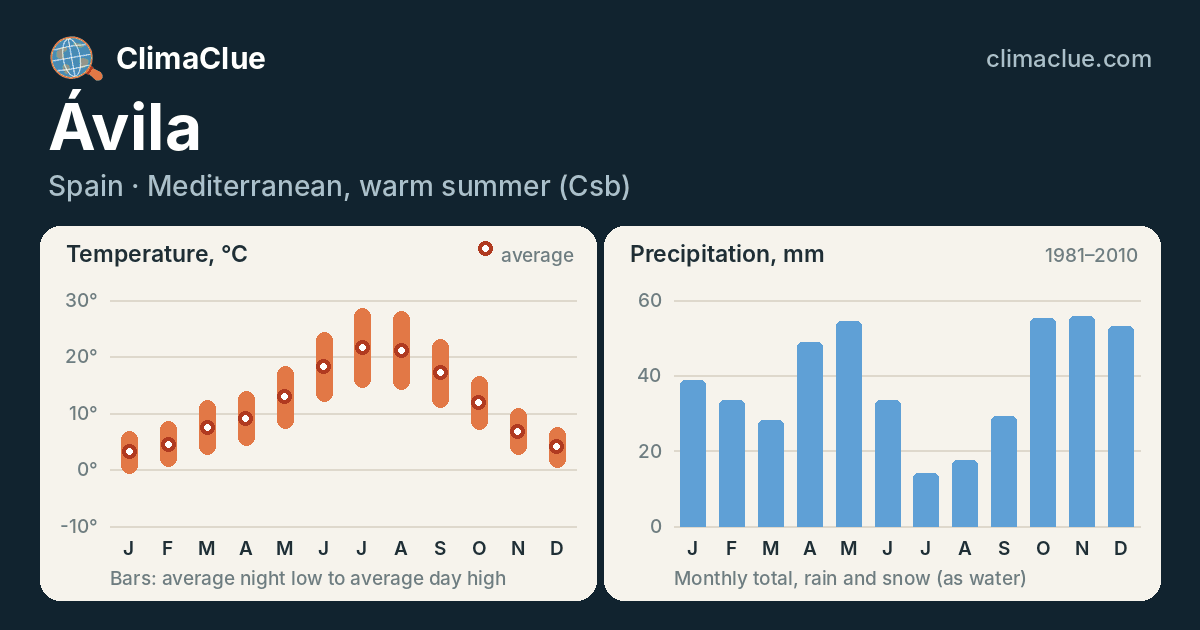 ClimaClue
climaclue.com
Ávila
Spain · Mediterranean, warm summer (Csb)
Temperature, °C
average
30°
20°
10°
0°
-10°
J F M A M J J A S O N D
Bars: average night low to average day high
Precipitation, mm
1981–2010
60
40
20
0
J F M A M J J A S O N D
Monthly total, rain and snow (as water)